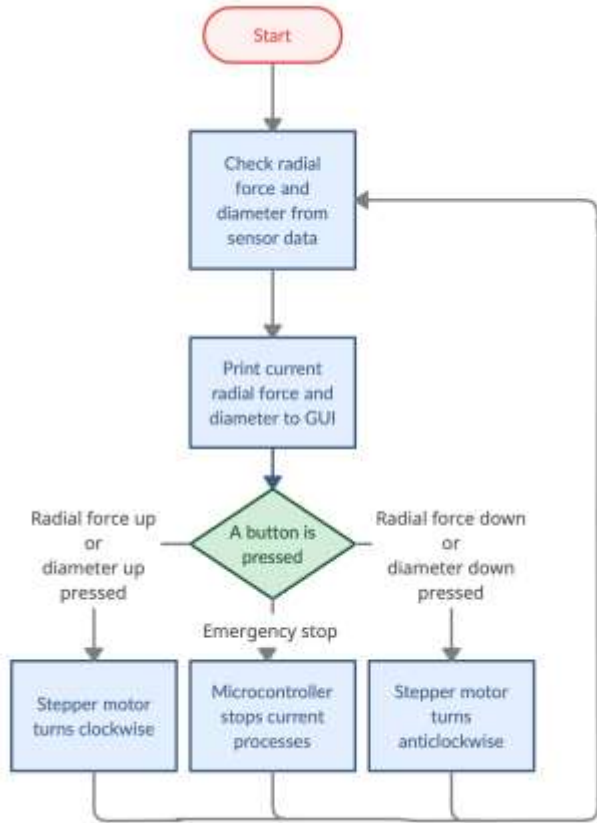 Start
Check radial
force and
diameter from
sensor data
Print current
radial force and
diameter to GUI
A button is
pressed
Radial force up
or
diameter up
pressed
Radial force down
or
diameter down
pressed
Emergency stop
Stepper motor
turns clockwise
Microcontroller
stops current
processes
Stepper motor
turns
anticlockwise